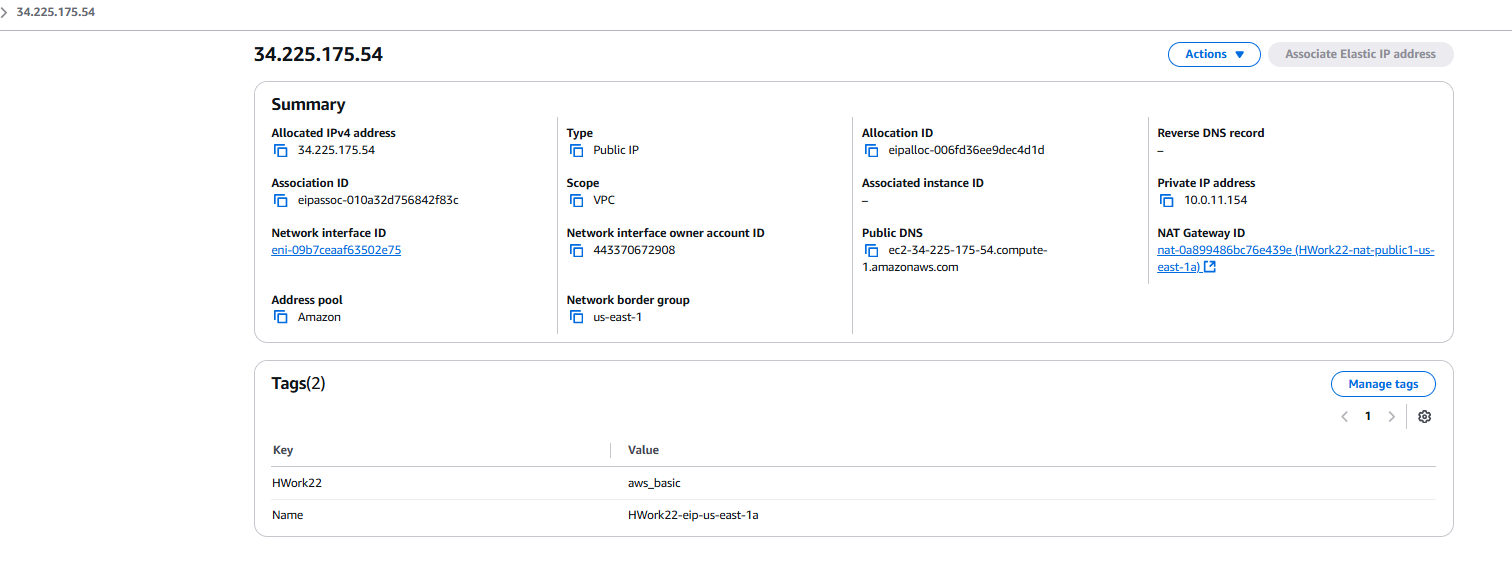 34.225.175.54
34.225.175.54
Actions
Associate Elastic IP address
Summary
Allocated IPv4 address
34.225.175.54
Type
Public IP
Allocation ID
eipalloc-006fd36ee9dec4d1d
Reverse DNS record
–
Association ID
eipassoc-010a32d756842f83c
Scope
VPC
Associated instance ID
–
Private IP address
10.0.11.154
Network interface ID
eni-09b7ceaaf63502e75
Network interface owner account ID
443370672908
Public DNS
ec2-34-225-175-54.compute-
1.amazonaws.com
NAT Gateway ID
nat-0a899486bc76e439e (HWork22-nat-public1-us-
east-1a)
Address pool
Amazon
Network border group
us-east-1
Tags(2)
Manage tags
1
Key
Value
HWork22
aws_basic
Name
HWork22-eip-us-east-1a